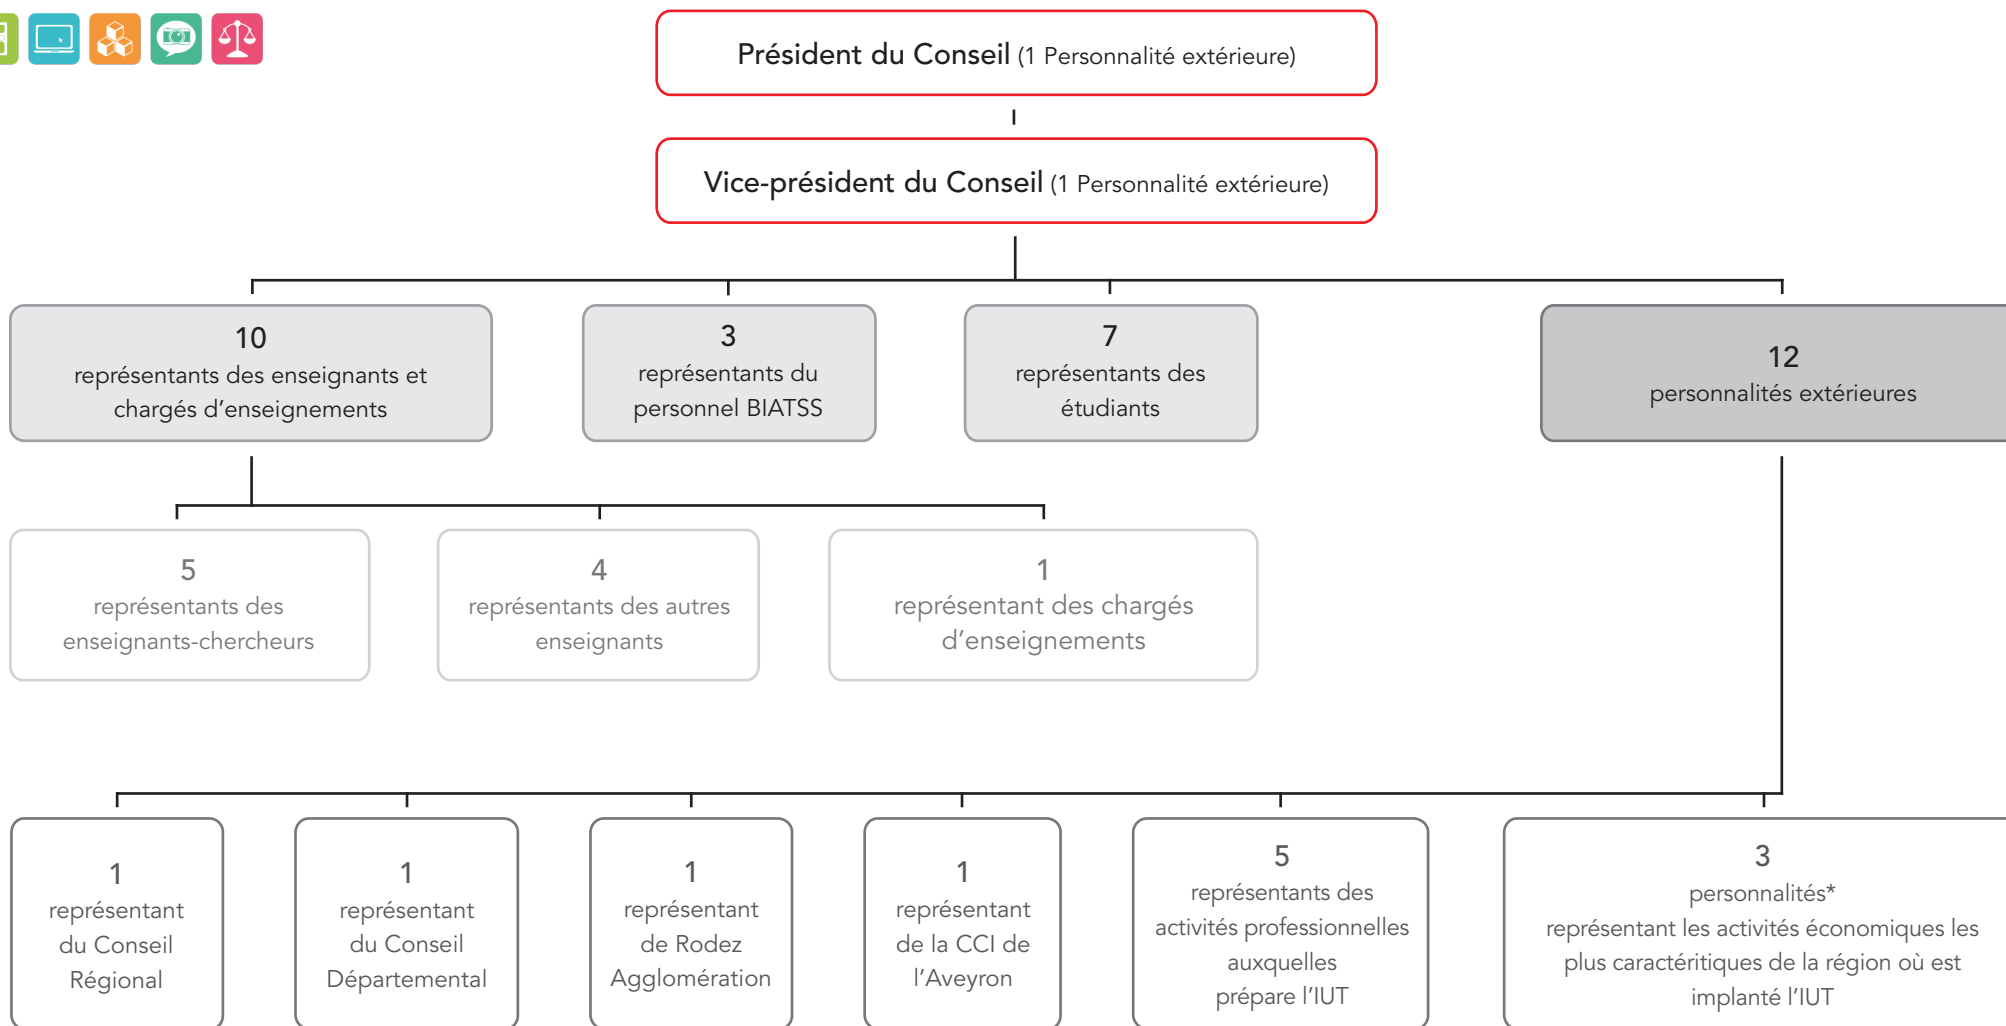 Président du Conseil (1 Personnalité extérieure)
Vice-président du Conseil (1 Personnalité extérieure)
10
représentants des enseignants et
chargés d’enseignements
3
représentants du
personnel BIATSS
7
représentants des
étudiants
12
personnalités extérieures
5
représentants des
enseignants-chercheurs
4
représentants des autres
enseignants
1
représentant des chargés
d’enseignements
1
représentant
du Conseil
Régional
1
représentant
du Conseil
Départemental
1
représentant
de Rodez
Agglomération
1
représentant
de la CCI de
l’Aveyron
5
représentants des
activités professionnelles
auxquelles
prépare l’IUT
3
personnalités*
représentant les activités économiques les
plus caractéritiques de la région où est
implanté l’IUT